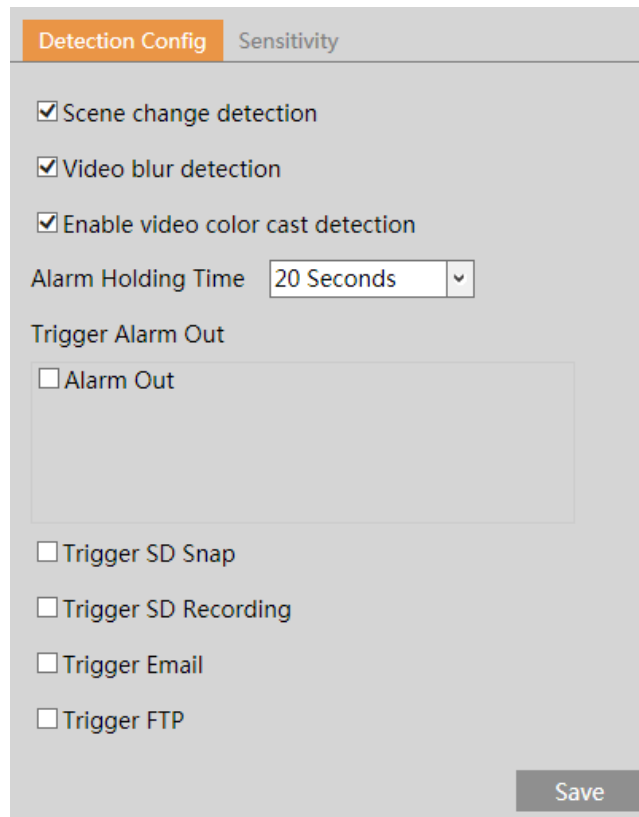 Detection Config Sensitivity
Scene change detection
Video blur detection
Enable video color cast detection
Alarm Holding Time 20 Seconds
Trigger Alarm Out
Alarm Out
Trigger SD Snap
Trigger SD Recording
Trigger Email
Trigger FTP
Save